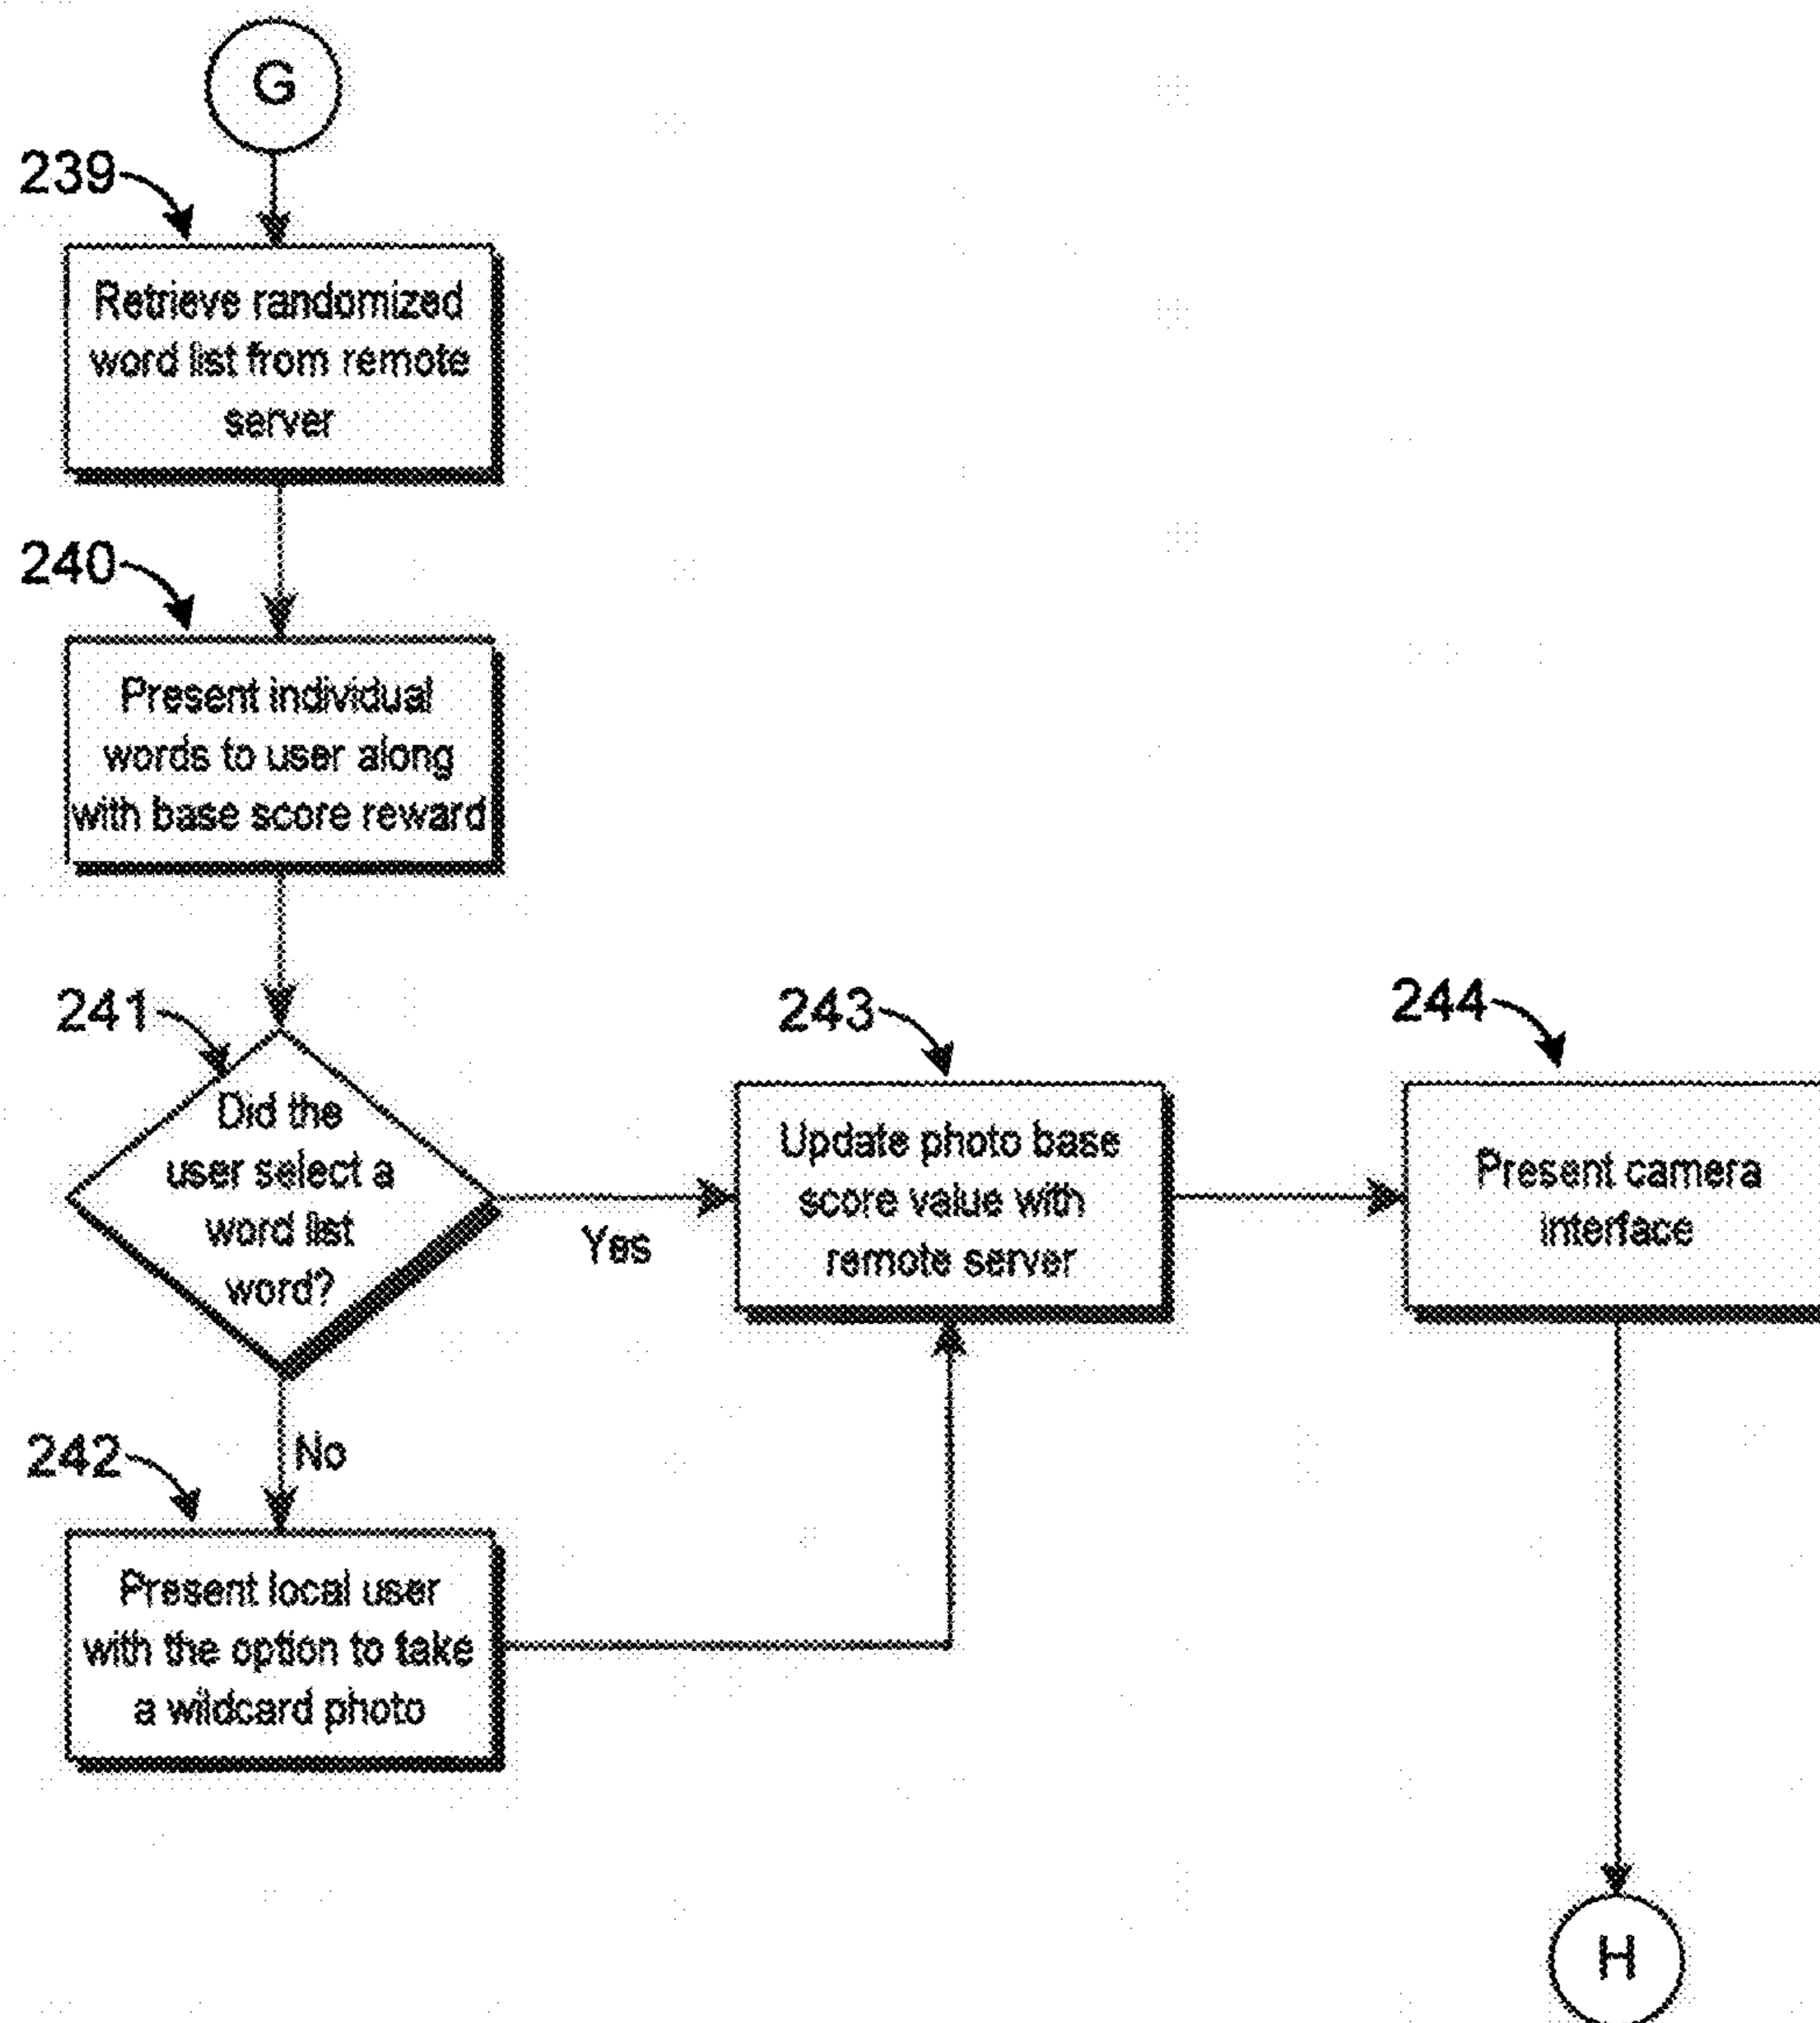 G
239
Retrieve randomized
word list from remote
server
240
Present individual
words to user along
with base score reward
241
Did the
user select a
word list
word?
Yes
No
242
Present local user
with the option to take
a wildcard photo
243
Update photo base
score value with
remote server
244
Present camera
interface
H